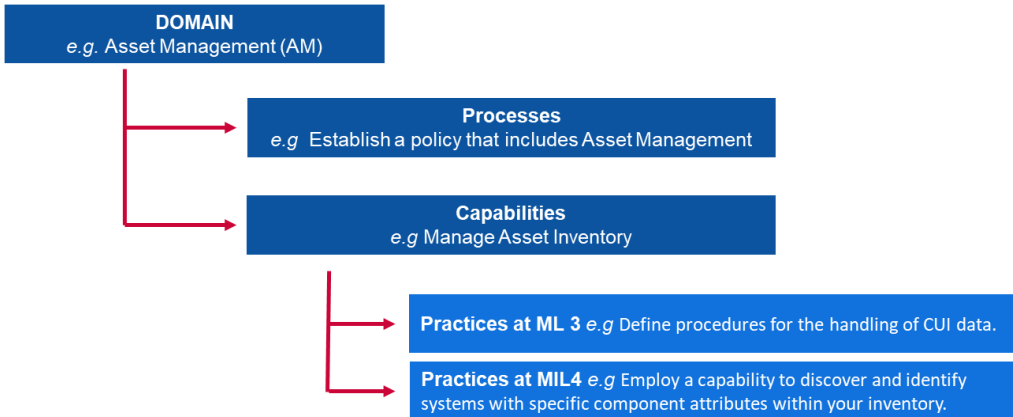 DOMAIN
e.g. Asset Management (AM)
Processes
e.g Establish a policy that includes Asset Management
Capabilities
e.g Manage Asset Inventory
Practices at ML 3 e.g Define procedures for the handling of CUI data.
Practices at MIL4 e.g Employ a capability to discover and identify
systems with specific component attributes within your inventory.